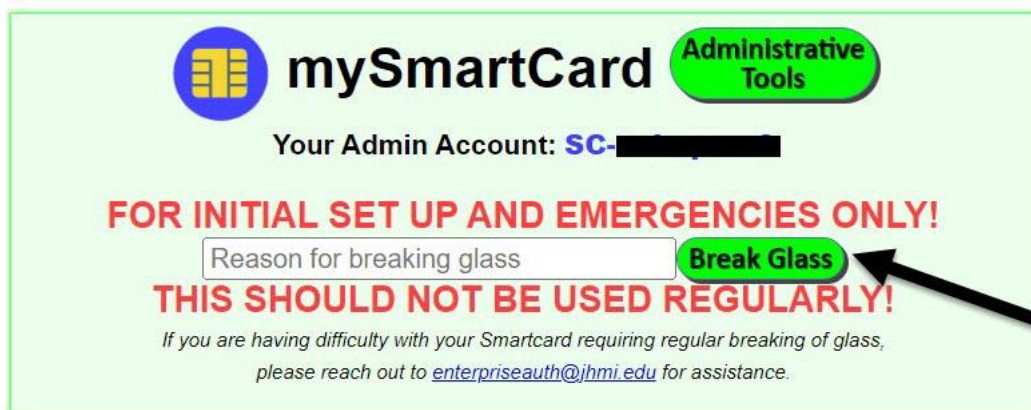 mySmartCard
Administrative
Tools
Your Admin Account: SC-
FOR INITIAL SET UP AND EMERGENCIES ONLY!
Reason for breaking glass
Break Glass
THIS SHOULD NOT BE USED REGULARLY!
If you are having difficulty with your Smartcard requiring regular breaking of glass,
please reach out to enterpriseauth@jhmi.edu for assistance.